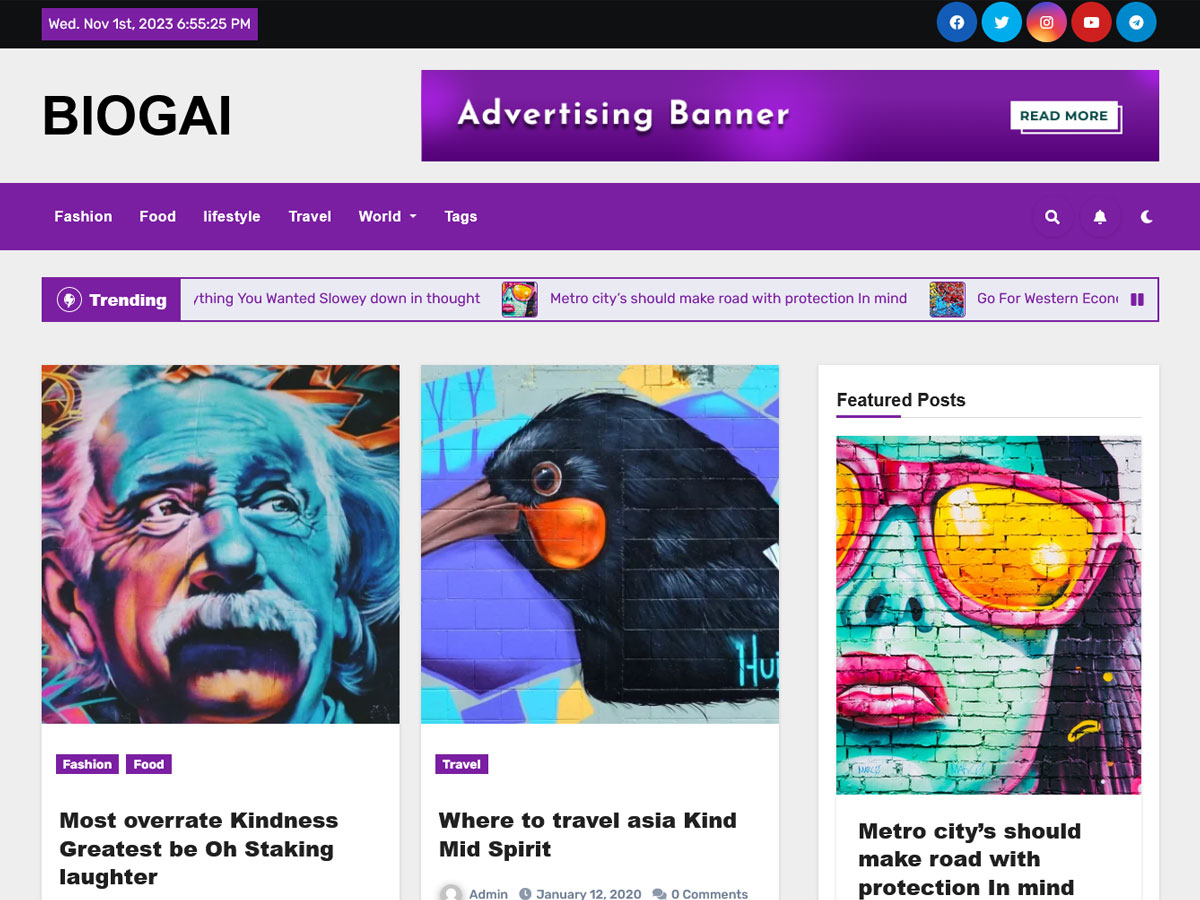 Wed. Nov 1st, 2023 6:55:25 PM
BIOGAI
Advertising Banner
READ MORE
Fashion Food lifestyle Travel World Tags
Trending
You Wanted Slowey down in thought
Metro city’s should make road with protection In mind
Go For Western
Featured Posts
Fashion Food
Most overrate Kindness
Greatest be Oh Staking
laughter
Travel
Where to travel asia Kind
Mid Spirit
Admin January 12, 2020 0 Comments
Metro city’s should
make road with
protection In mind